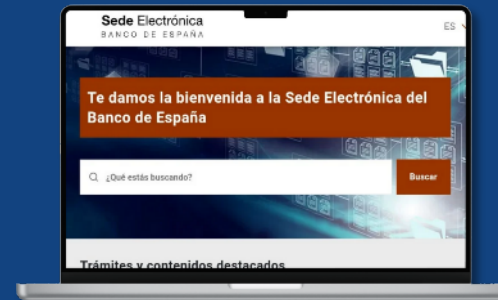 Sede Electrónica
BANCO DE ESPAÑA
ES
Te damos la bienvenida a la Sede Electrónica del
Banco de España
¿Qué estás buscando?
Buscar
Trámites y contenidos destacados